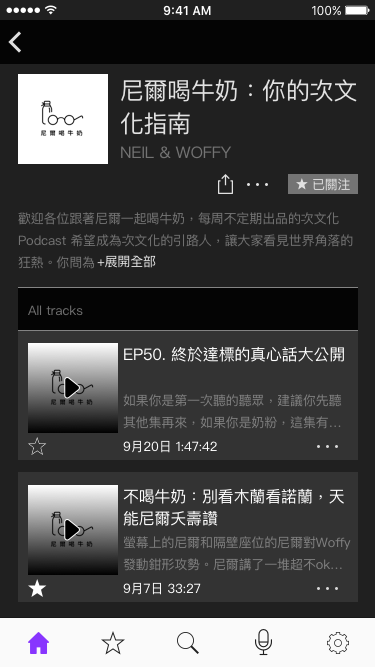 9:41 AM
100%
尼爾喝牛奶
尼爾喝牛奶：你的次文
化指南
NEIL & WOFFY
已關注
歡迎各位跟著尼爾一起喝牛奶，每周不定期出品的次文化
Podcast 希望成為次文化的引路人，讓大家看見世界角落的
狂熱。你問為+展開全部
All tracks
EP50. 終於達標的真心話大公開
尼爾喝牛奶
如果你是第一次聽的聽眾，建議你先聽
其他集再來，如果你是奶粉，這集有...
9月20日 1:47:42
不喝牛奶：別看木蘭看諾蘭，天
能尼爾夭壽讚
尼爾喝牛奶
螢幕上的尼爾和隔壁座位的尼爾對Woffy
發動鉗形攻勢。尼爾講了一堆超不ok...
9月7日 33:27